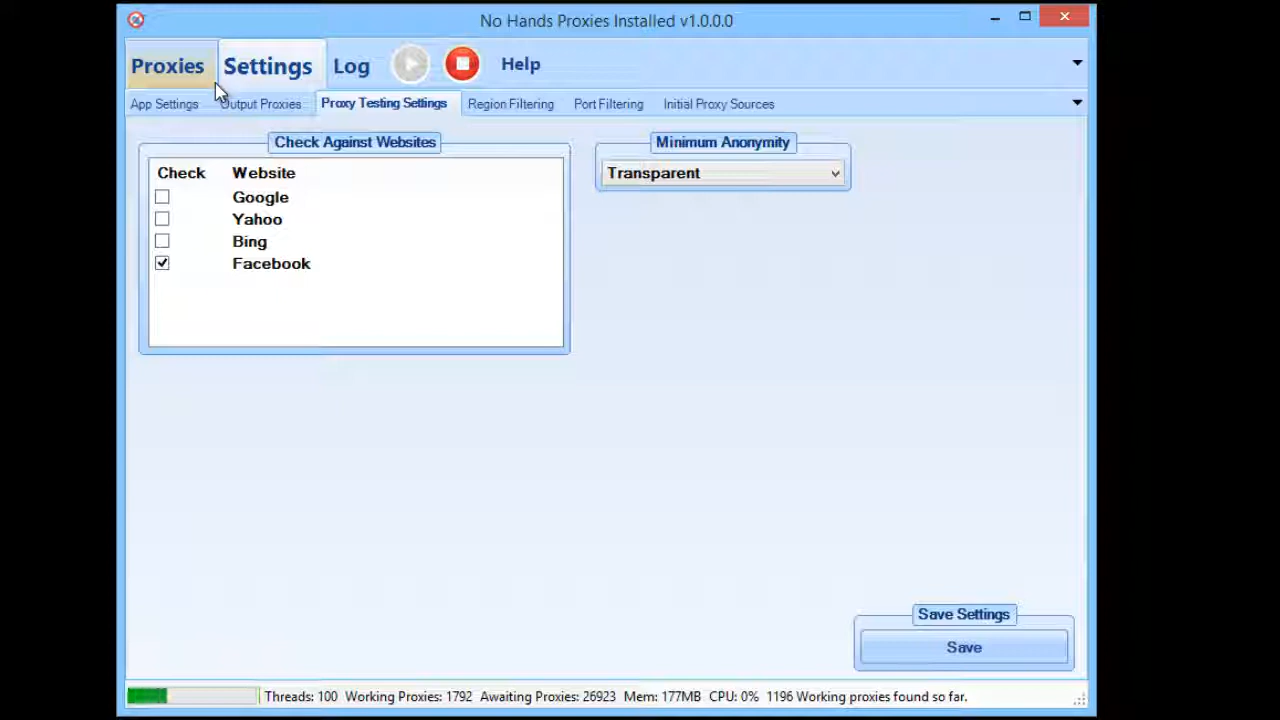 No Hands Proxies Installed v1.0.0.0
Proxies Settings Log Help
App Settings Output Proxies Proxy Testing Settings Region Filtering Port Filtering Initial Proxy Sources
Check Against Websites
Check Website
Google
Yahoo
Bing
Facebook
Minimum Anonymity
Transparent
Save Settings
Save
Threads: 100 Working Proxies: 1792 Awaiting Proxies: 26923 Mem: 177MB CPU: 0% 1196 Working proxies found so far.